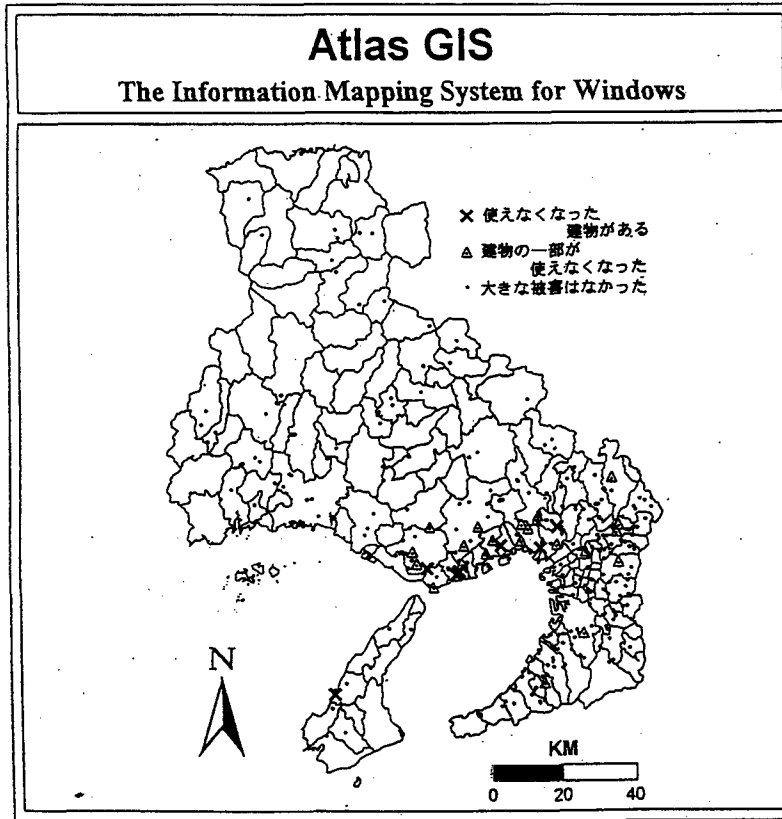 Atlas GIS
The Information Mapping System for Windows
× 使えなくなった
建物がある
△ 建物の一部が
使えなくなった
・ 大きな被害はなかった
N
KM
0 20 40